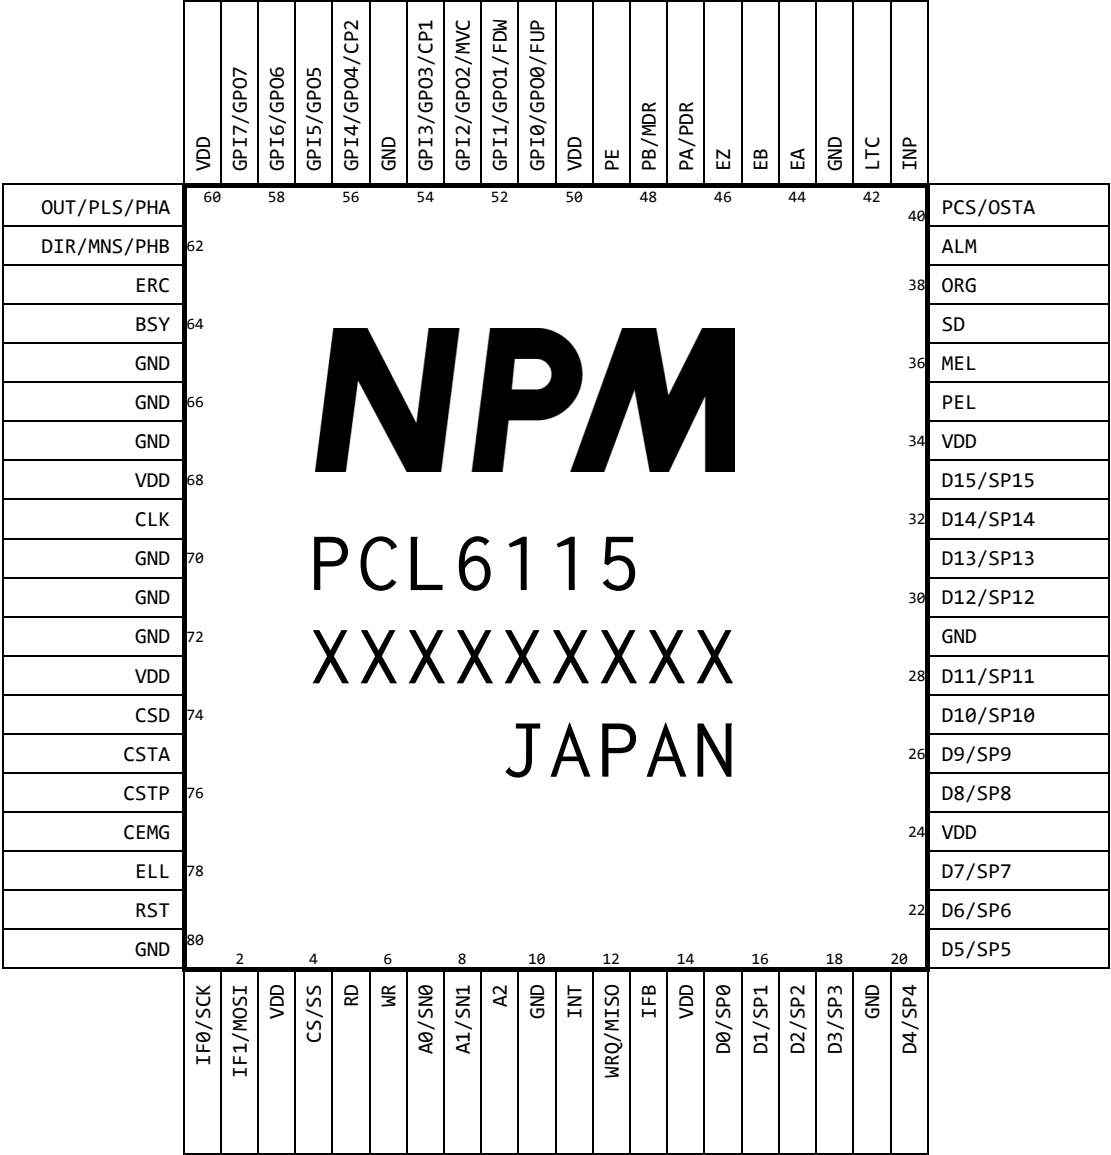 VDD
GPI7/GPO7
GPI6/GPO6
GPI5/GPO5
GPI4/GPO4/CP2
GND
GPI3/GPO3/CP1
GPI2/GPO2/MVC
GPI1/GPO1/FDW
GPI0/GPO0/FUP
VDD
PE
PB/MDR
PA/PDR
EZ
EB
EA
GND
LTC
INP
60 58 56 54 52 50 48 46 44 42
OUT/PLS/PHA
DIR/MNS/PHB 62
ERC
BSY 64
GND
GND 66
GND
VDD 68
CLK
GND 70
GND
GND 72
VDD
CSD 74
CSTA
CSTP 76
CEMG
ELL 78
RST
GND 80
NPM
PCL6115
XXXXXXXXX
JAPAN
40 PCS/OSTA
ALM
38 ORG
SD
36 MEL
PEL
34 VDD
D15/SP15
32 D14/SP14
D13/SP13
30 D12/SP12
GND
28 D11/SP11
D10/SP10
26 D9/SP9
D8/SP8
24 VDD
D7/SP7
22 D6/SP6
D5/SP5
2 4 6 8 10 12 14 16 18 20
IF0/SCK
IF1/MOSI
VDD
CS/SS
RD
WR
A0/SN0
A1/SN1
A2
GND
INT
WRQ/MISO
IFB
VDD
D0/SP0
D1/SP1
D2/SP2
D3/SP3
GND
D4/SP4